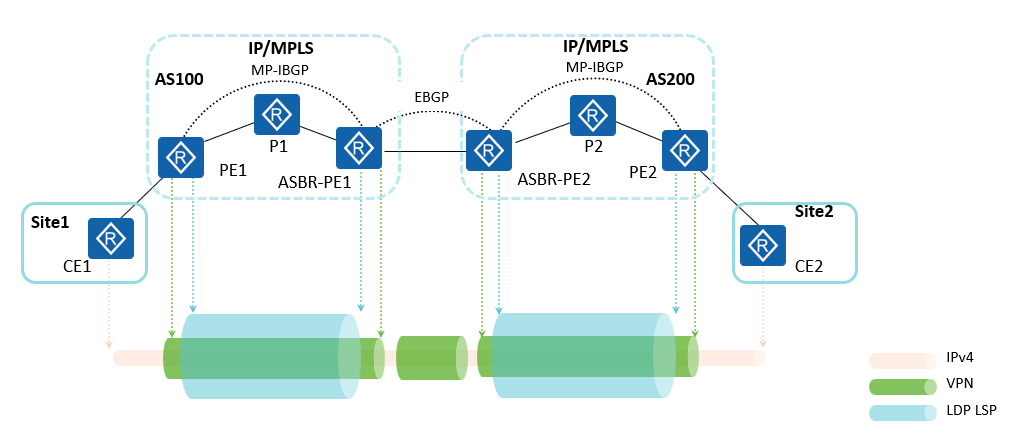 IP/MPLS
MP-IBGP
AS100
R
P1
R
PE1
R
ASBR-PE1
EBGP
IP/MPLS
MP-IBGP
AS200
R
P2
R
ASBR-PE2
R
PE2
Site1
R
CE1
Site2
R
CE2
IPv4
VPN
LDP LSP